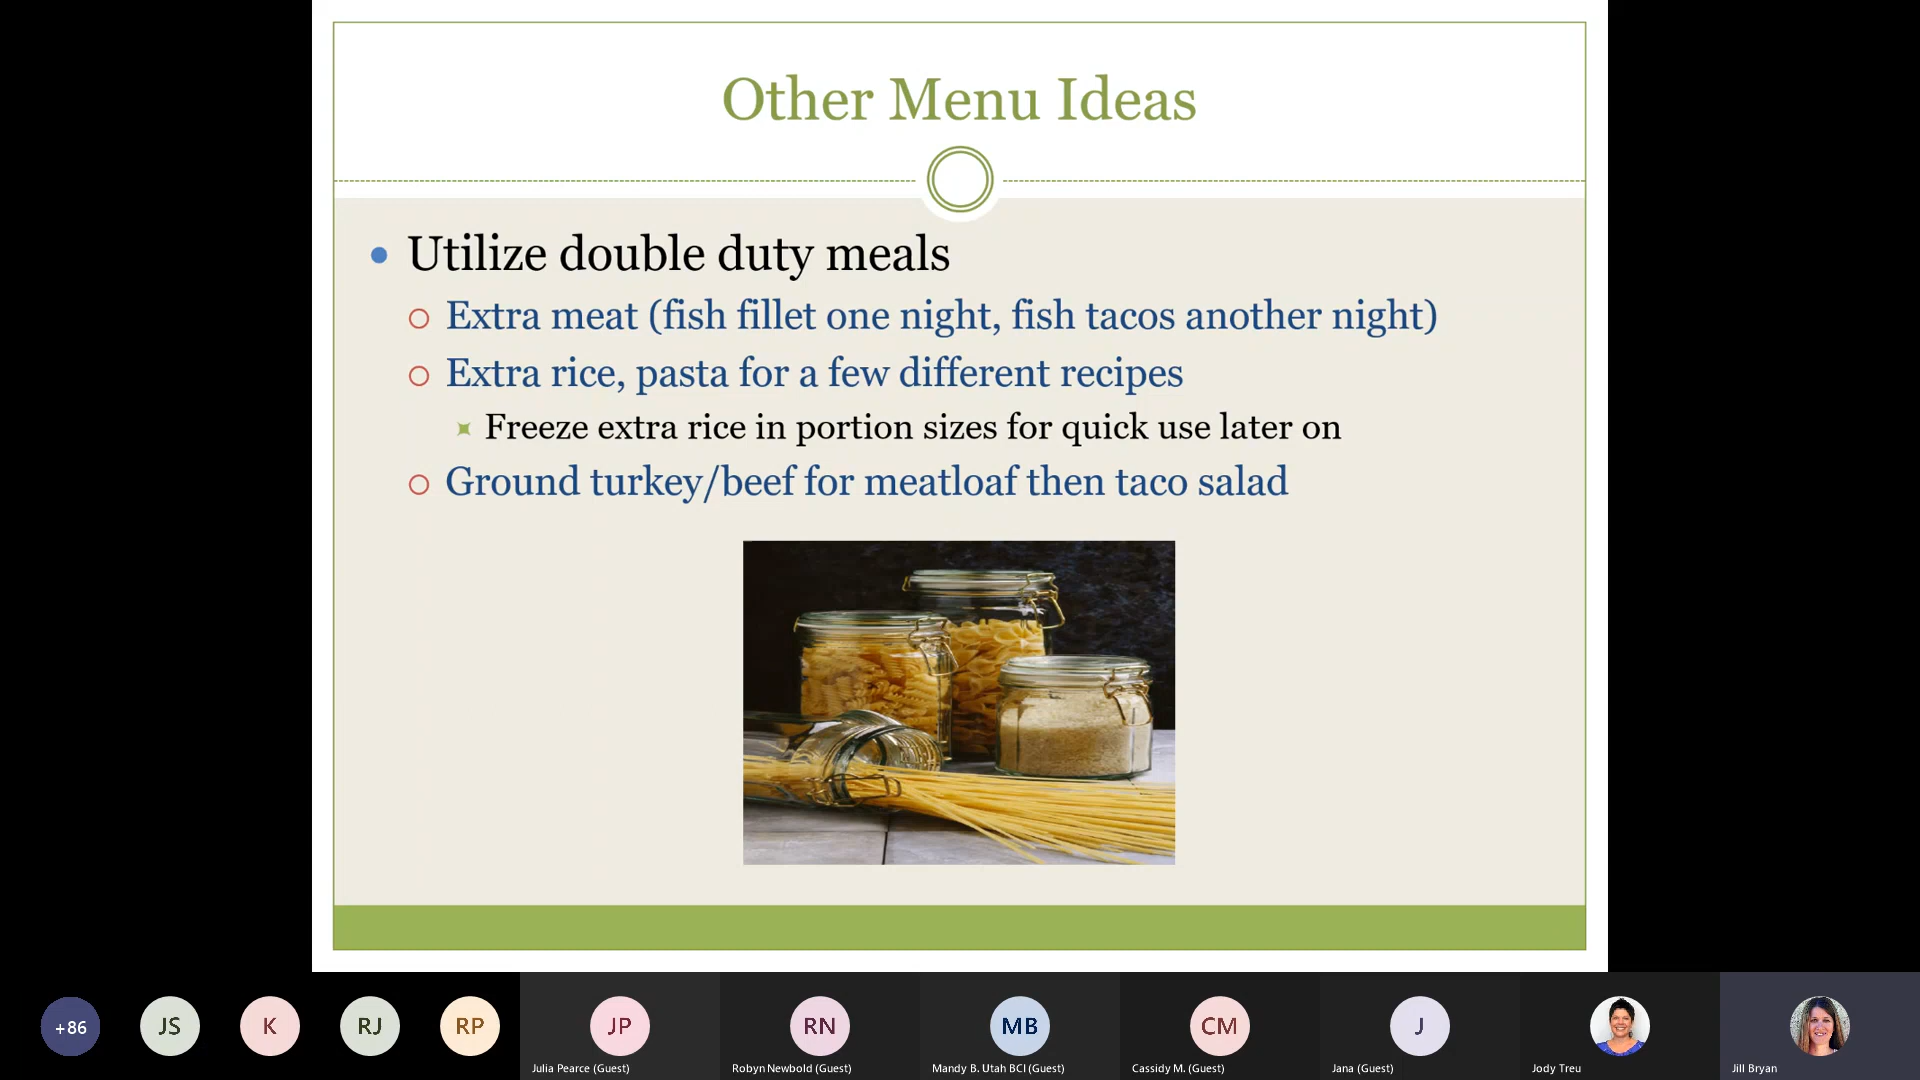 Other Menu Ideas
Utilize double duty meals
Extra meat (fish fillet one night, fish tacos another night)
Extra rice, pasta for a few different recipes
Freeze extra rice in portion sizes for quick use later on
Ground turkey/beef for meatloaf then taco salad
+86
JS
K
RJ
RP
JP
RN
MB
CM
J
Julia Pearce (Guest)
Robyn Newbold (Guest)
Mandy B. Utah BCI (Guest)
Cassidy M. (Guest)
Jana (Guest)
Jody Treu
Jill Bryan